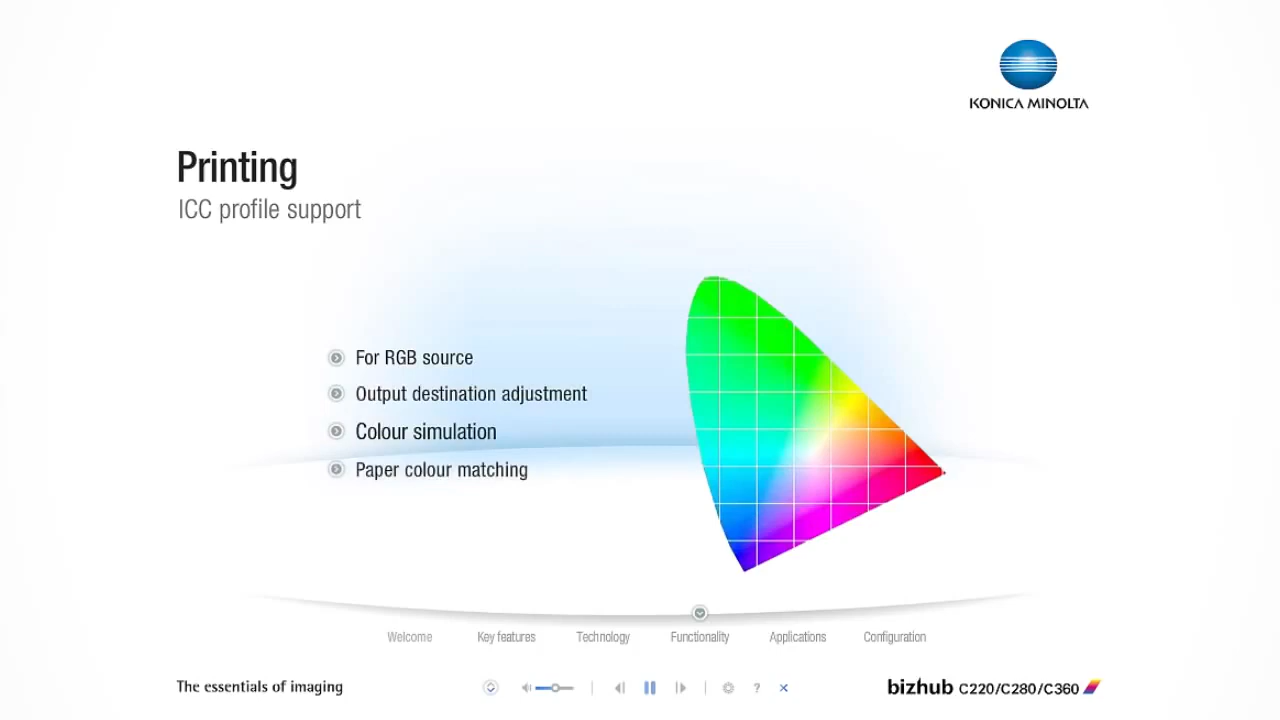 KONICA MINOLTA
Printing
ICC profile support
For RGB source
Output destination adjustment
Colour simulation
Paper colour matching
Welcome
Key features
Technology
Functionality
Applications
Configuration
The essentials of imaging
?
bizhub C220/C280/C360